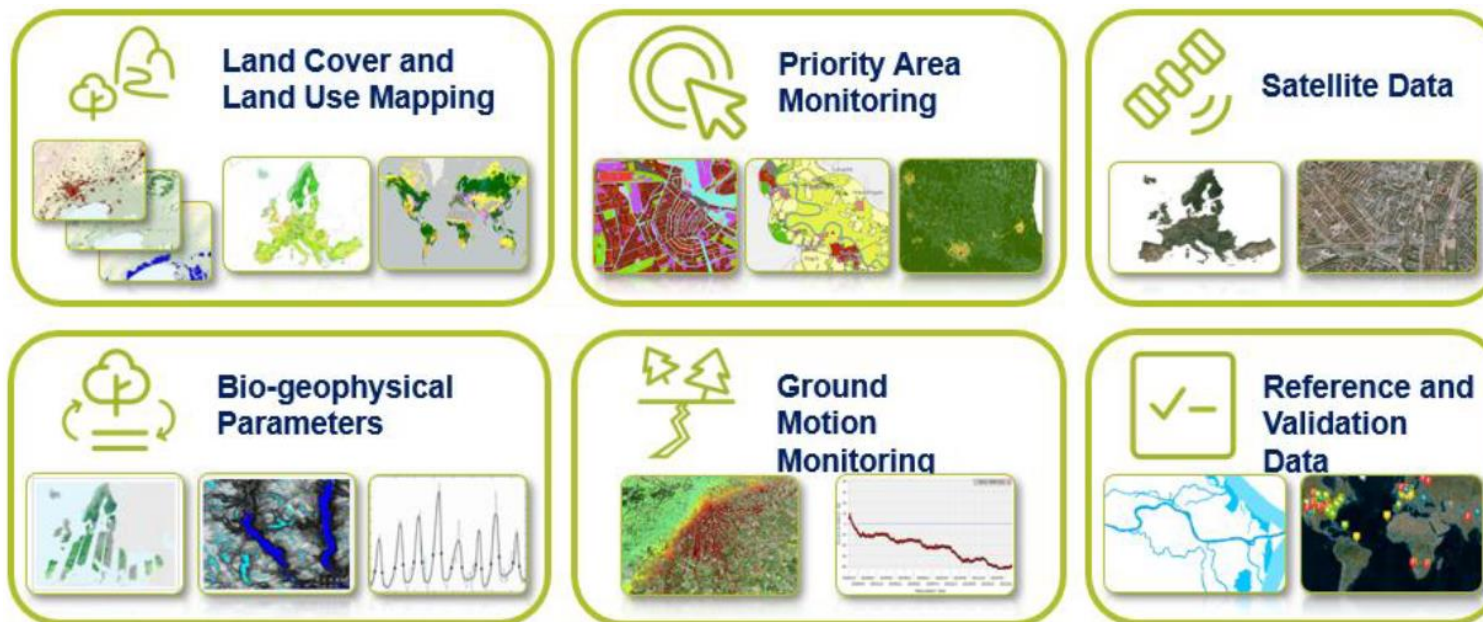 Land Cover and
Land Use Mapping
Priority Area
Monitoring
Satellite Data
Bio-geophysical
Parameters
Ground
Motion
Monitoring
Reference and
Validation
Data